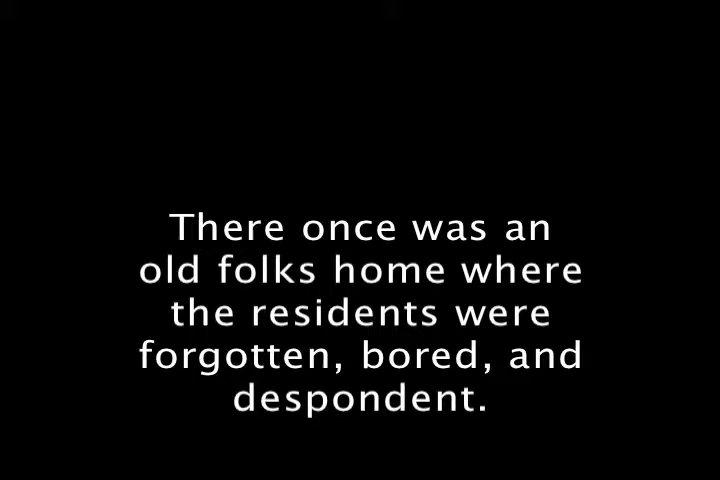 There once was an
old folks home where
the residents were
forgotten, bored, and
despondent.